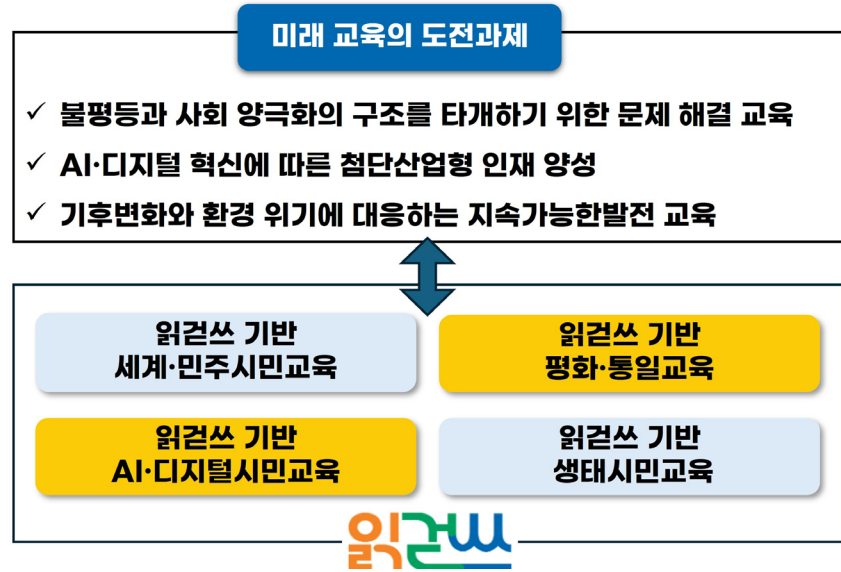 미래 교육의 도전과제
✓ 불평등과 사회 양극화의 구조를 타개하기 위한 문제 해결 교육
✓ AI·디지털 혁신에 따른 첨단산업형 인재 양성
✓ 기후변화와 환경 위기에 대응하는 지속가능한발전 교육
읽걷쓰 기반
세계·민주시민교육
읽걷쓰 기반
평화·통일교육
읽걷쓰 기반
AI·디지털시민교육
읽걷쓰 기반
생태시민교육
읽걷쓰